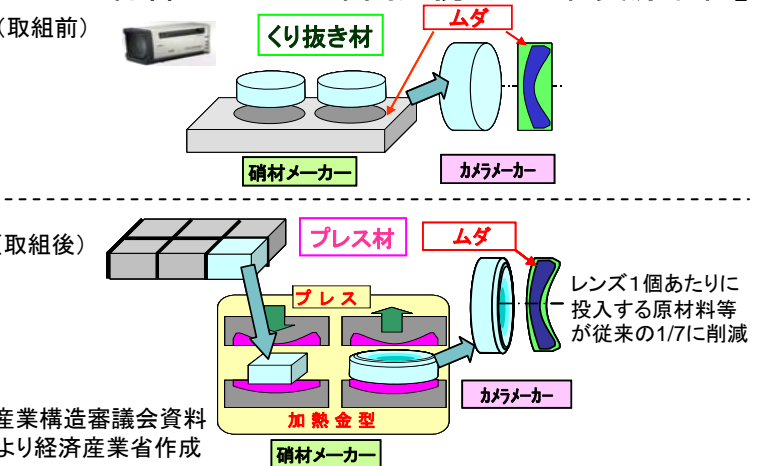 (取組前)
くり抜き材
ムダ
硝材メーカー
カメラメーカー
(取組後)
プレス材
ムダ
プレス
レンズ1個あたりに
投入する原材料等
が従来の1/7に削減
カメラメーカー
加熱金型
産業構造審議会資料
より経済産業省作成
硝材メーカー